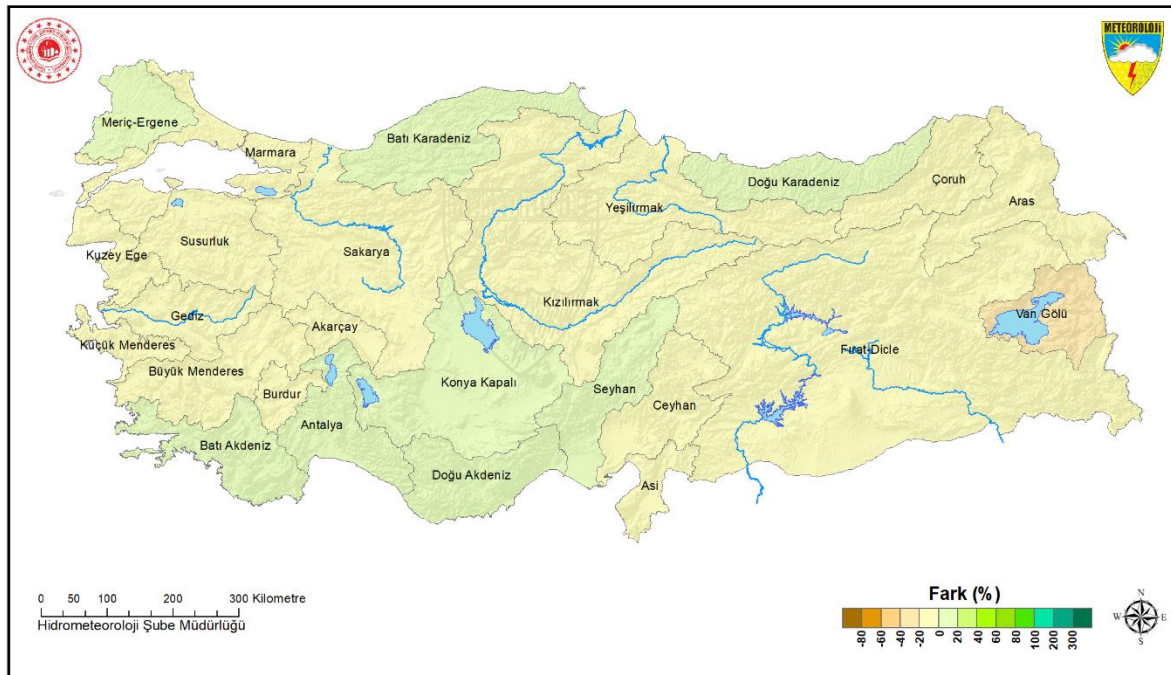 METEOROLOJİ
Meriç-Ergene
Marmara
Batı Karadeniz
Doğu Karadeniz
Çoruh
Aras
Yeşilırmak
Susurluk
Sakarya
Kuzey Ege
Kızılırmak
Gediz
Van Gölü
Akarçay
Küçük Menderes
Fırat-Dicle
Büyük Menderes
Konya Kapalı
Burdur
Seyhan
Ceyhan
Antalya
Batı Akdeniz
Doğu Akdeniz
Asi
0 50 100 200 300 Kilometre
Hidrometeoroloji Şube Müdürlüğü
Fark (%)
-80 -60 -40 -20 0 20 40 60 80 100 200 300
N
W E
S